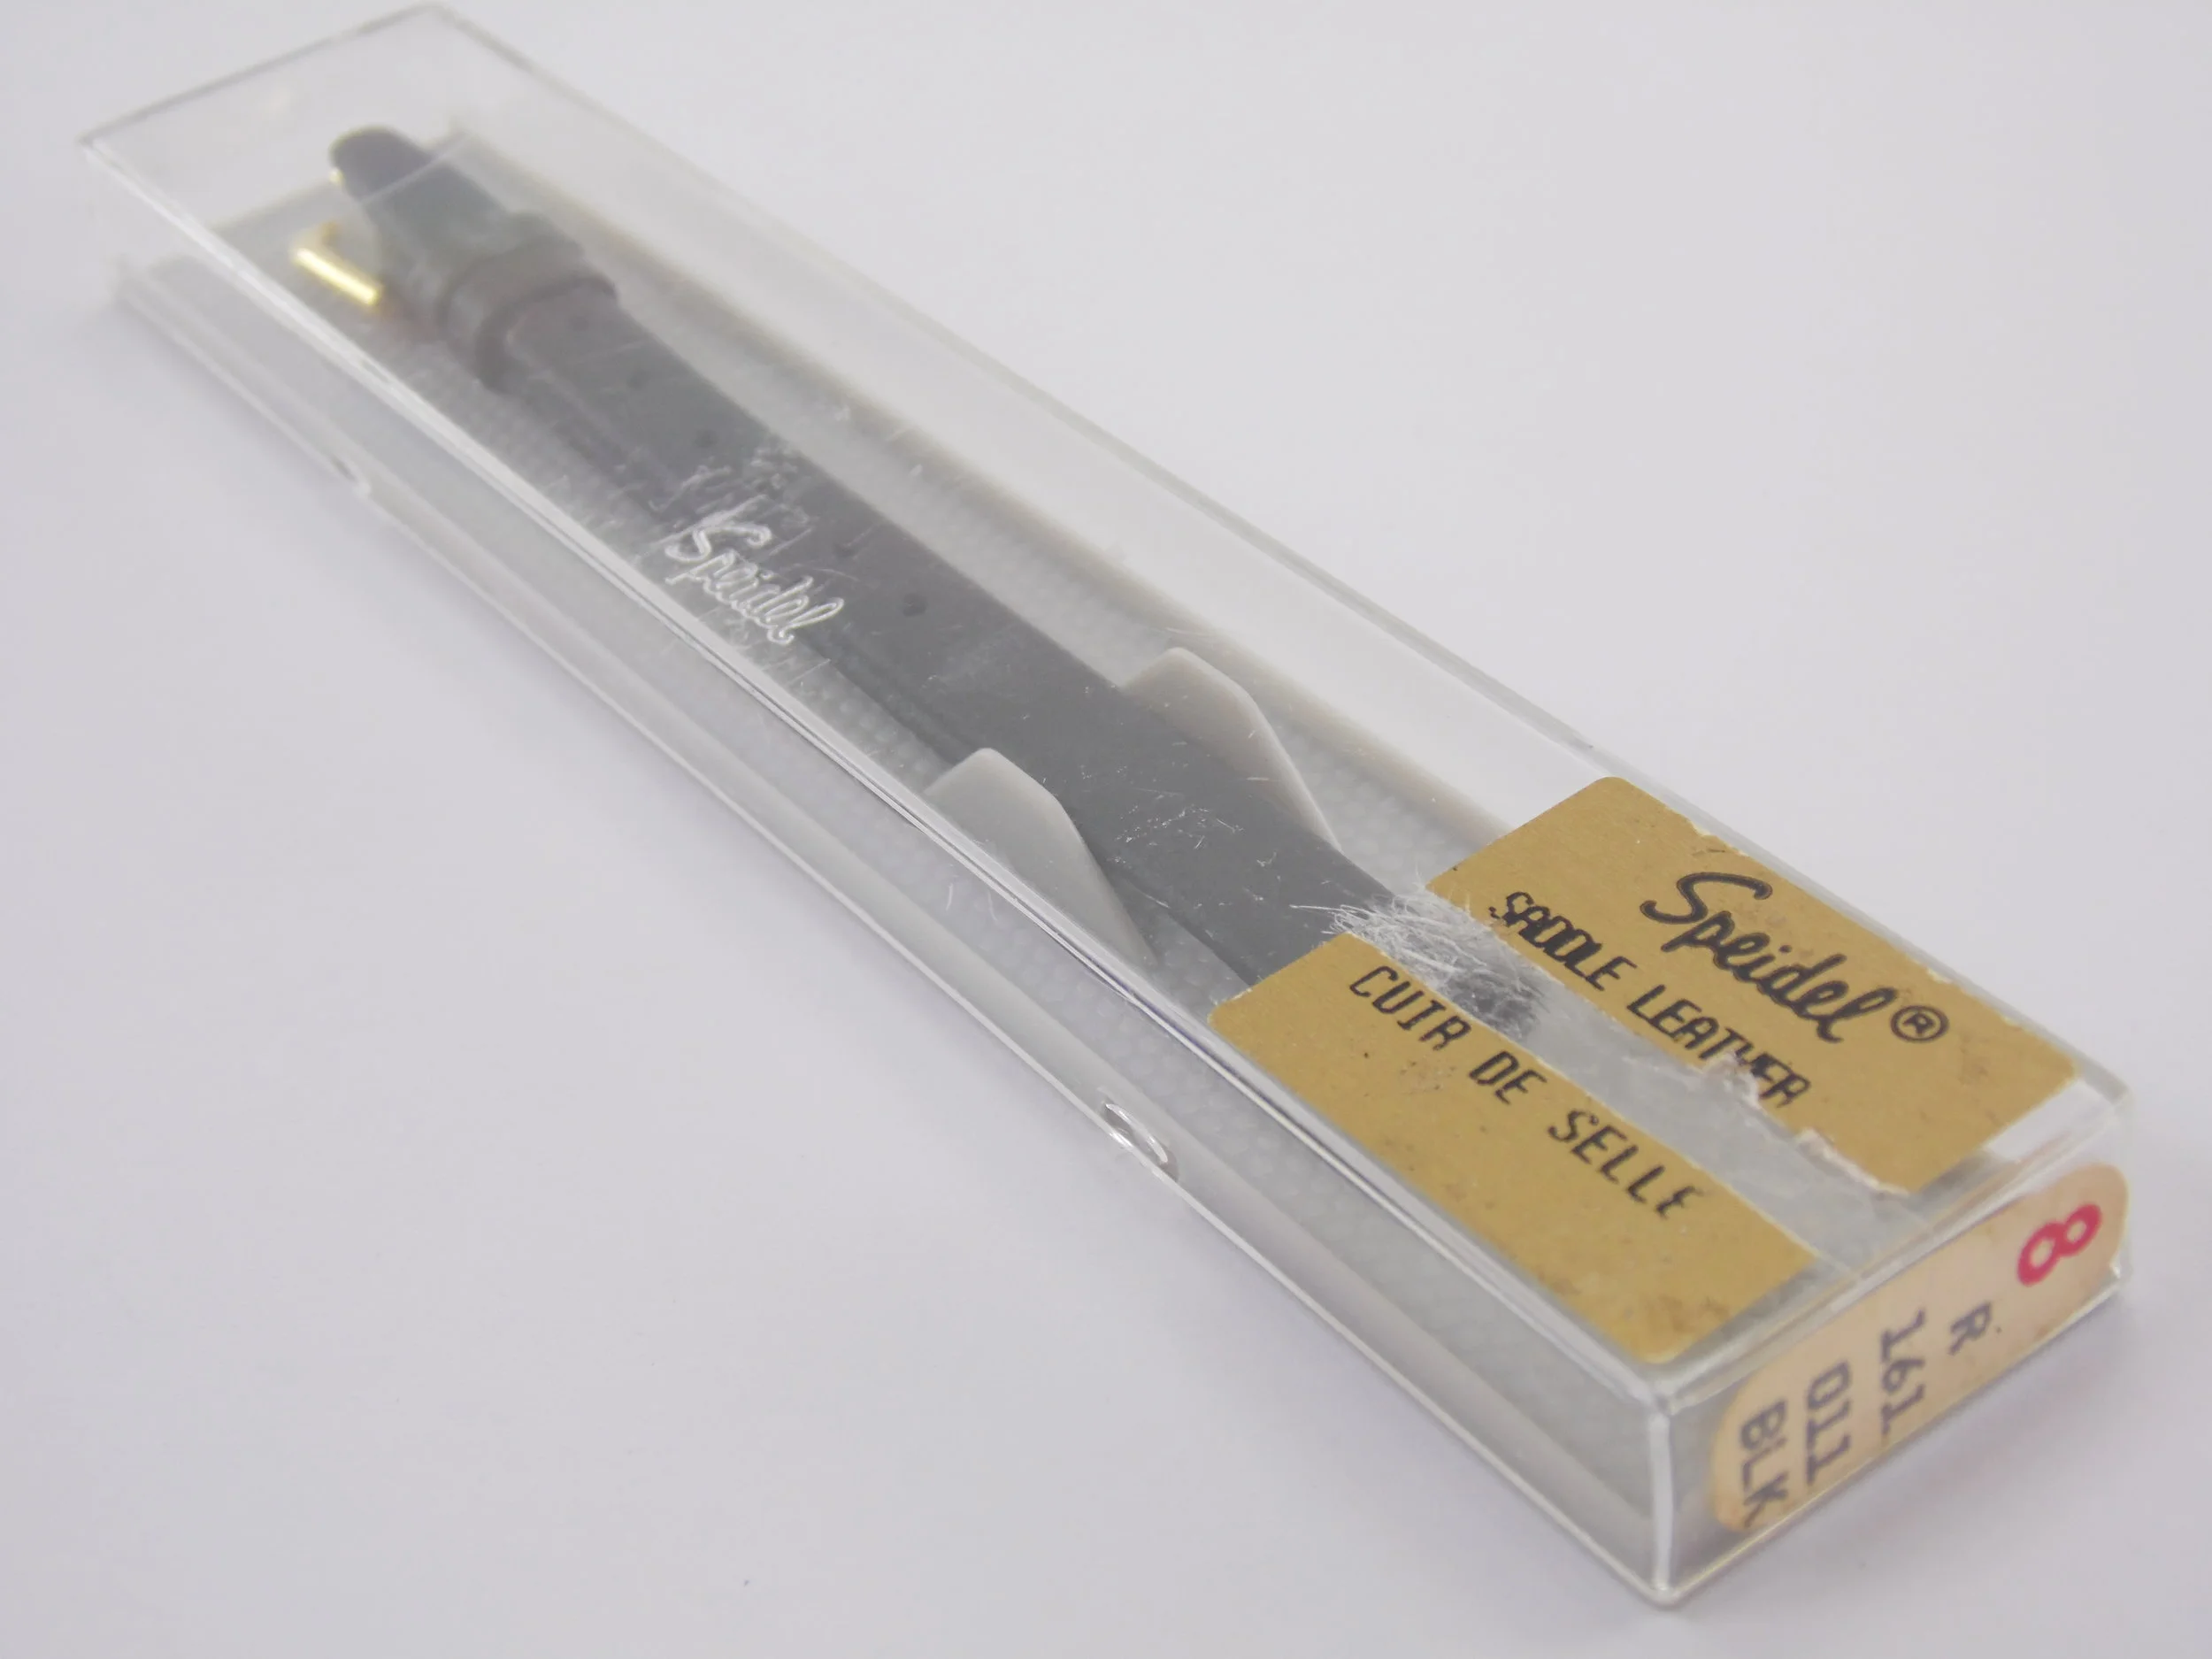 Speidel
Speidel®
SADDLE LEATHER
CUIR DE SELLE
8
R
161
011
BLK